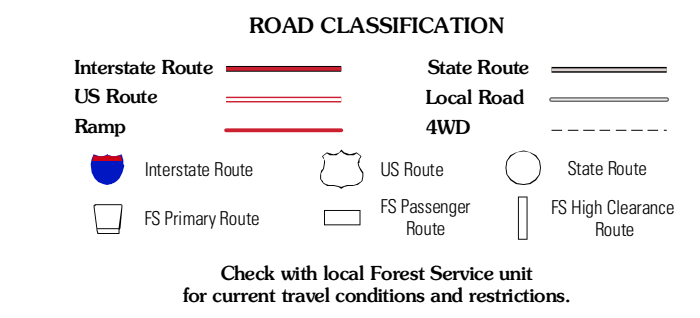 ROAD CLASSIFICATION
Interstate Route
State Route
US Route
Local Road
Ramp
4WD
Interstate Route
US Route
State Route
FS Primary Route
FS Passenger
Route
FS High Clearance
Route
Check with local Forest Service unit
for current travel conditions and restrictions.